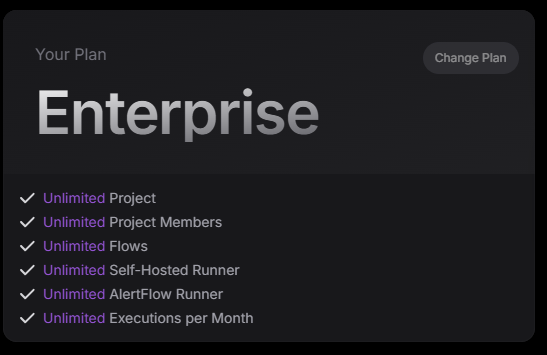 Your Plan
Change Plan
Enterprise
Unlimited Project
Unlimited Project Members
Unlimited Flows
Unlimited Self-Hosted Runner
Unlimited AlertFlow Runner
Unlimited Executions per Month